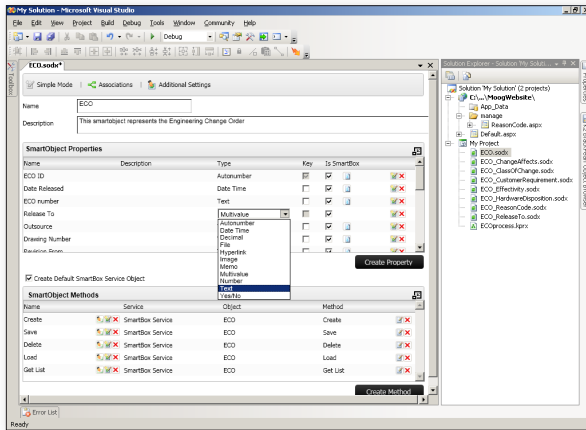 My Solution - Microsoft Visual Studio
File Edit View Project Build Debug Tools Window Community Help
Debug
ECO.sodx*
Toolbox
Simple Mode Associations Additional Settings
Name ECO
Description This smartobject represents the Engineering Change Order
SmartObject Properties
Name Description Type Key Is SmartBox
ECO ID Autonumber
Date Released Date Time
ECO number Text
Release To Multivalue
Outsource
Drawing Number
Revision From
Autonumber
Date Time
Decimal
File
Hyperlink
Image
Memo
Multivalue
Number
Text
Yes/No
Create Property
Create Default SmartBox Service Object
SmartObject Methods
Name Service Object Method
Create SmartBox Service ECO Create
Save SmartBox Service ECO Save
Delete SmartBox Service ECO Delete
Load SmartBox Service ECO Load
Get List SmartBox Service ECO Get List
Create Method
Error List
Ready
Solution Explorer - Solution 'My Soluti...
Solution 'My Solution' (2 projects)
C:\...\MoogWebsite\
App_Data
manage
ReasonCode.aspx
Default.aspx
My Project
ECO.sodx
ECO_ChangeAffects.sodx
ECO_ClassOfChange.sodx
ECO_CustomerRequirement.sodx
ECO_Effectivity.sodx
ECO_HardwareDisposition.sodx
ECO_ReasonCode.sodx
ECO_ReleaseTo.sodx
ECOprocess.kprx
Properties